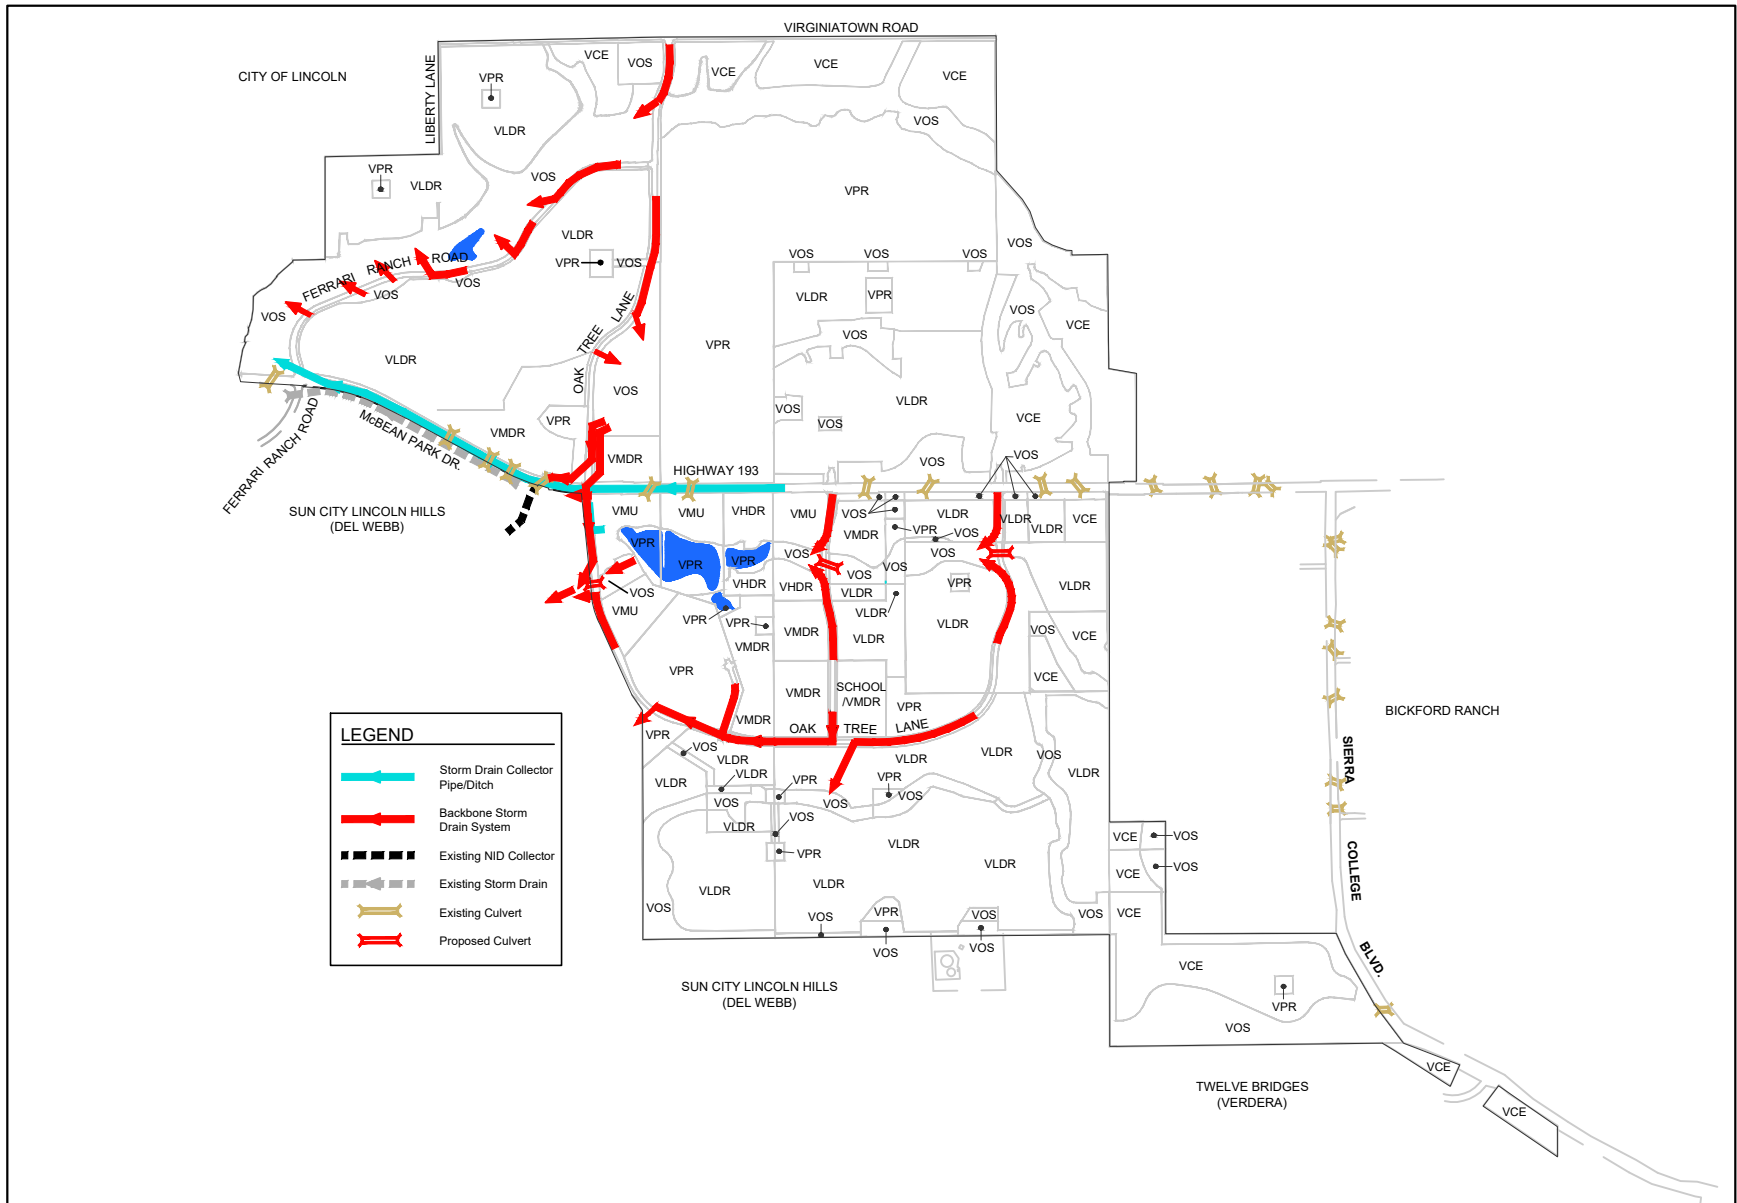 VIRGINIATOWN ROAD
CITY OF LINCOLN
LIBERTY LANE
VCE
VOS
VCE
VCE
VCE
VPR
VLDR
VOS
VPR
VLDR
VOS
VPR
VLDR
VPR
VOS
FERRARI RANCH ROAD
VOS
VOS
VOS
VOS
VOS
VOS
VOS
VLDR
VPR
VOS
VCE
OAK TREE LANE
VLDR
VPR
VOS
VOS
VLDR
VOS
VOS
VCE
VPR
VMDR
VMDR
McBEAN PARK DR.
FERRARI RANCH ROAD
HIGHWAY 193
VOS
VOS
SUN CITY LINCOLN HILLS
(DEL WEBB)
VMU
VMU
VHDR
VMU
VOS
VMDR
VPR
VOS
VLDR
VLDR
VLDR
VCE
VPR
VPR
VPR
VOS
VOS
VOS
VOS
VHDR
VHDR
VLDR
VPR
VLDR
VOS
VMU
VPR
VPR
VLDR
VMDR
VLDR
VLDR
VOS
VCE
VMDR
VPR
VMDR
SCHOOL
/VMDR
VPR
VCE
VMDR
OAK TREE LANE
BICKFORD RANCH
VPR
VOS
VLDR
VLDR
VLDR
VOS
VLDR
VLDR
VLDR
VPR
VPR
VOS
VOS
VOS
VLDR
VOS
VPR
VLDR
VLDR
VCE
VOS
VCE
VOS
VLDR
VLDR
VOS
VOS
VPR
VOS
VOS
VCE
VOS
VOS
SIERRA COLLEGE BLVD.
LEGEND
Storm Drain Collector
Pipe/Ditch
Backbone Storm
Drain System
Existing NID Collector
Existing Storm Drain
Existing Culvert
Proposed Culvert
SUN CITY LINCOLN HILLS
(DEL WEBB)
VCE
VPR
VOS
VCE
TWELVE BRIDGES
(VERDERA)
VCE